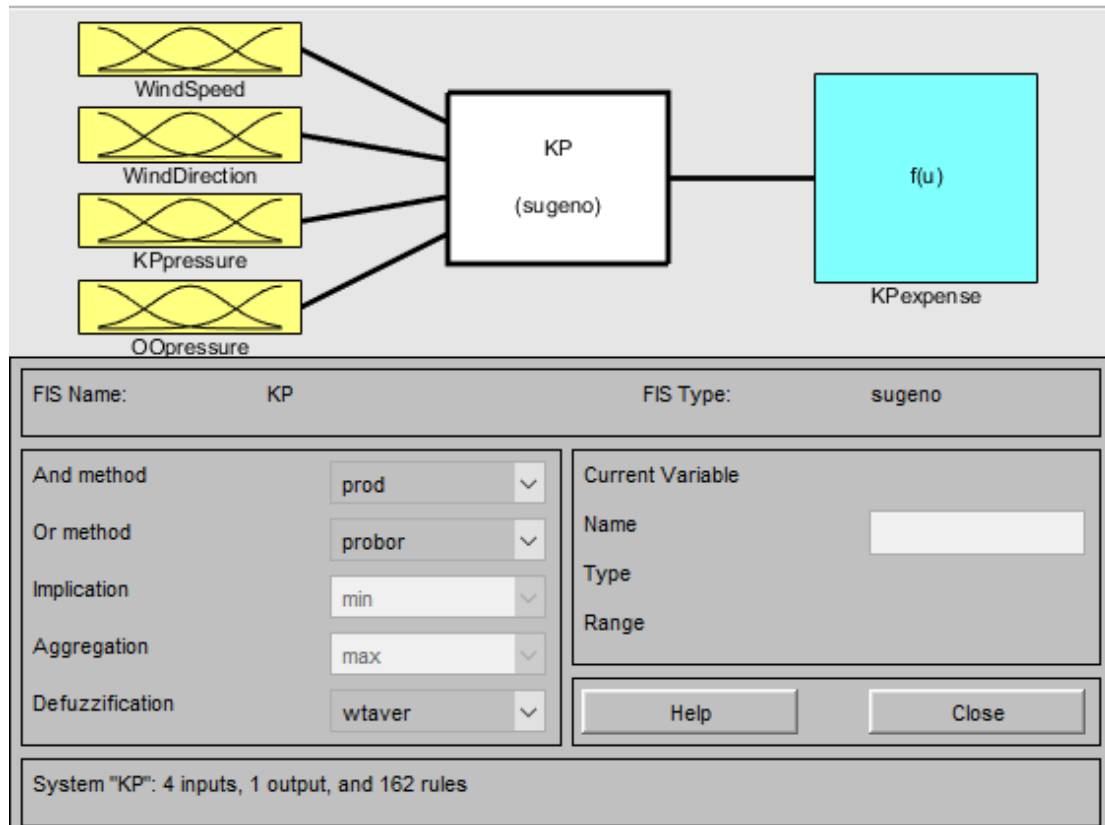 WindSpeed
WindDirection
KPpressure
OOpressure
KP
(sugeno)
f(u)
KPexpense
FIS Name: KP FIS Type: sugeno
And method prod
Or method probor
Implication min
Aggregation max
Defuzzification wtaver
Current Variable
Name
Type
Range
Help Close
System "KP": 4 inputs, 1 output, and 162 rules